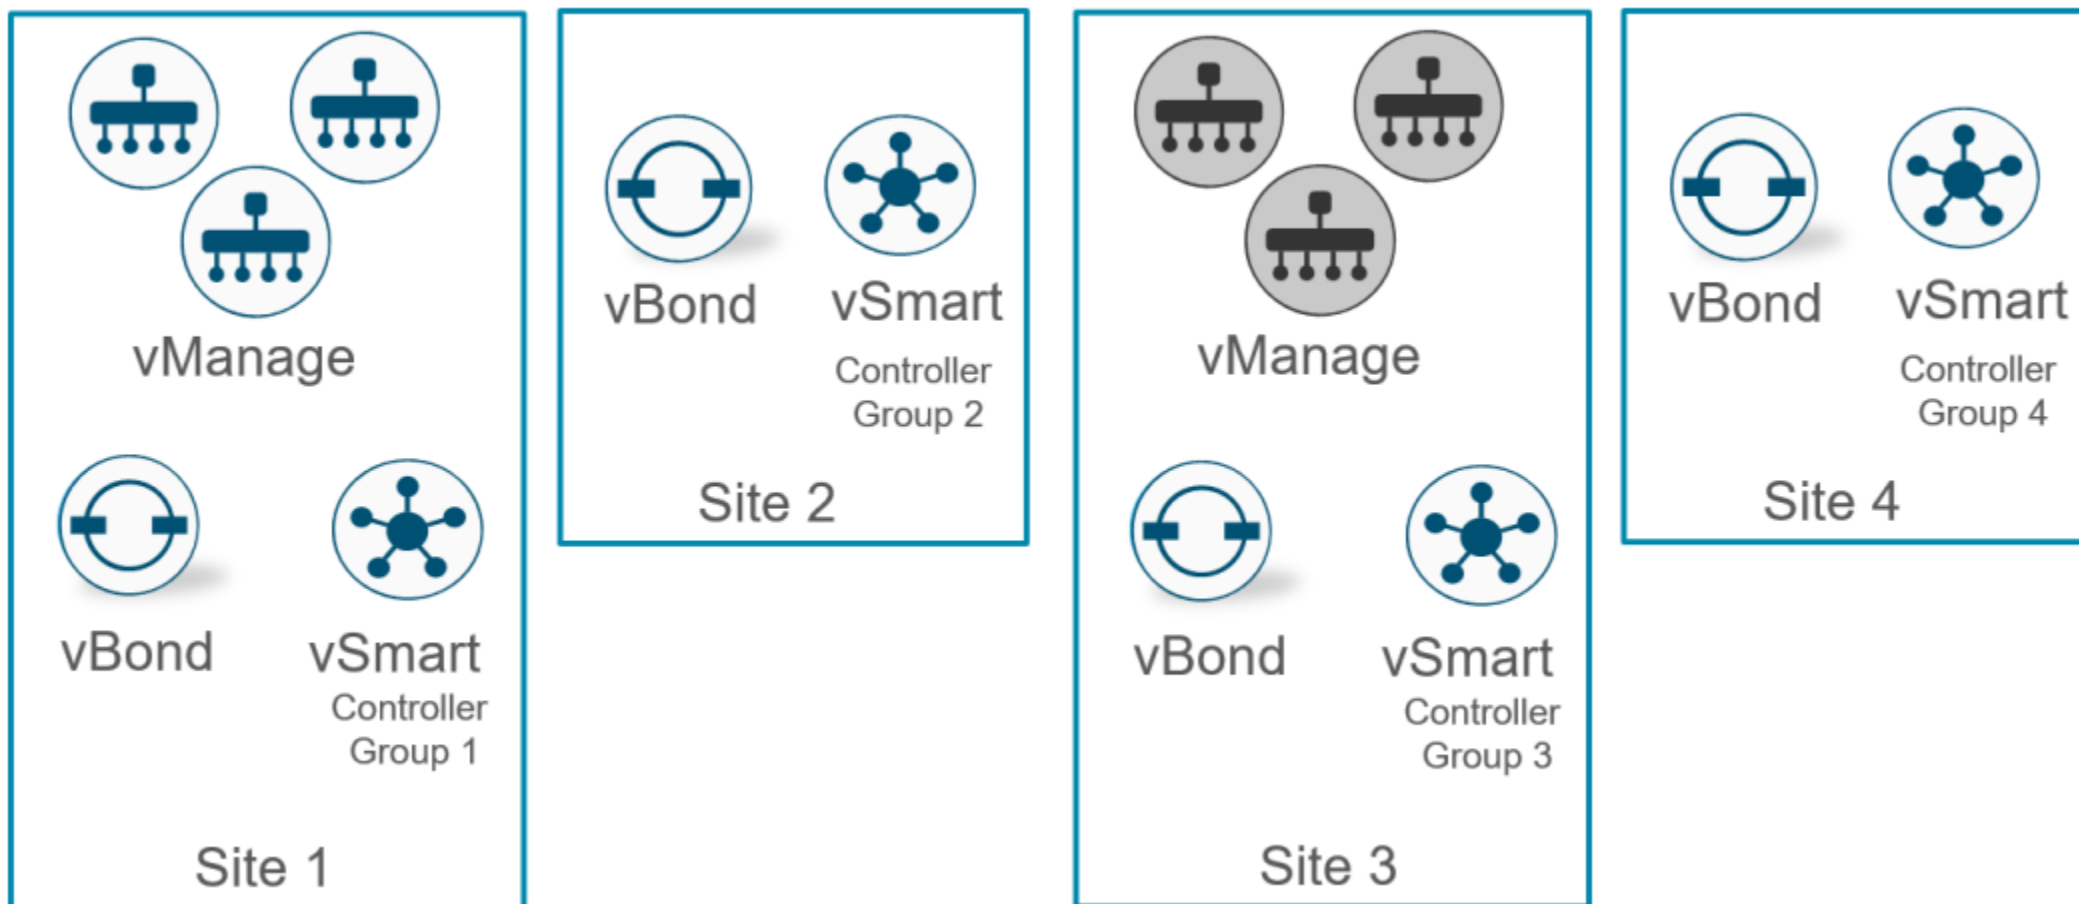 vManage
vBond
vSmart
Controller
Group 1
Site 1
vBond
vSmart
Controller
Group 2
Site 2
vManage
vBond
vSmart
Controller
Group 3
Site 3
vBond
vSmart
Controller
Group 4
Site 4